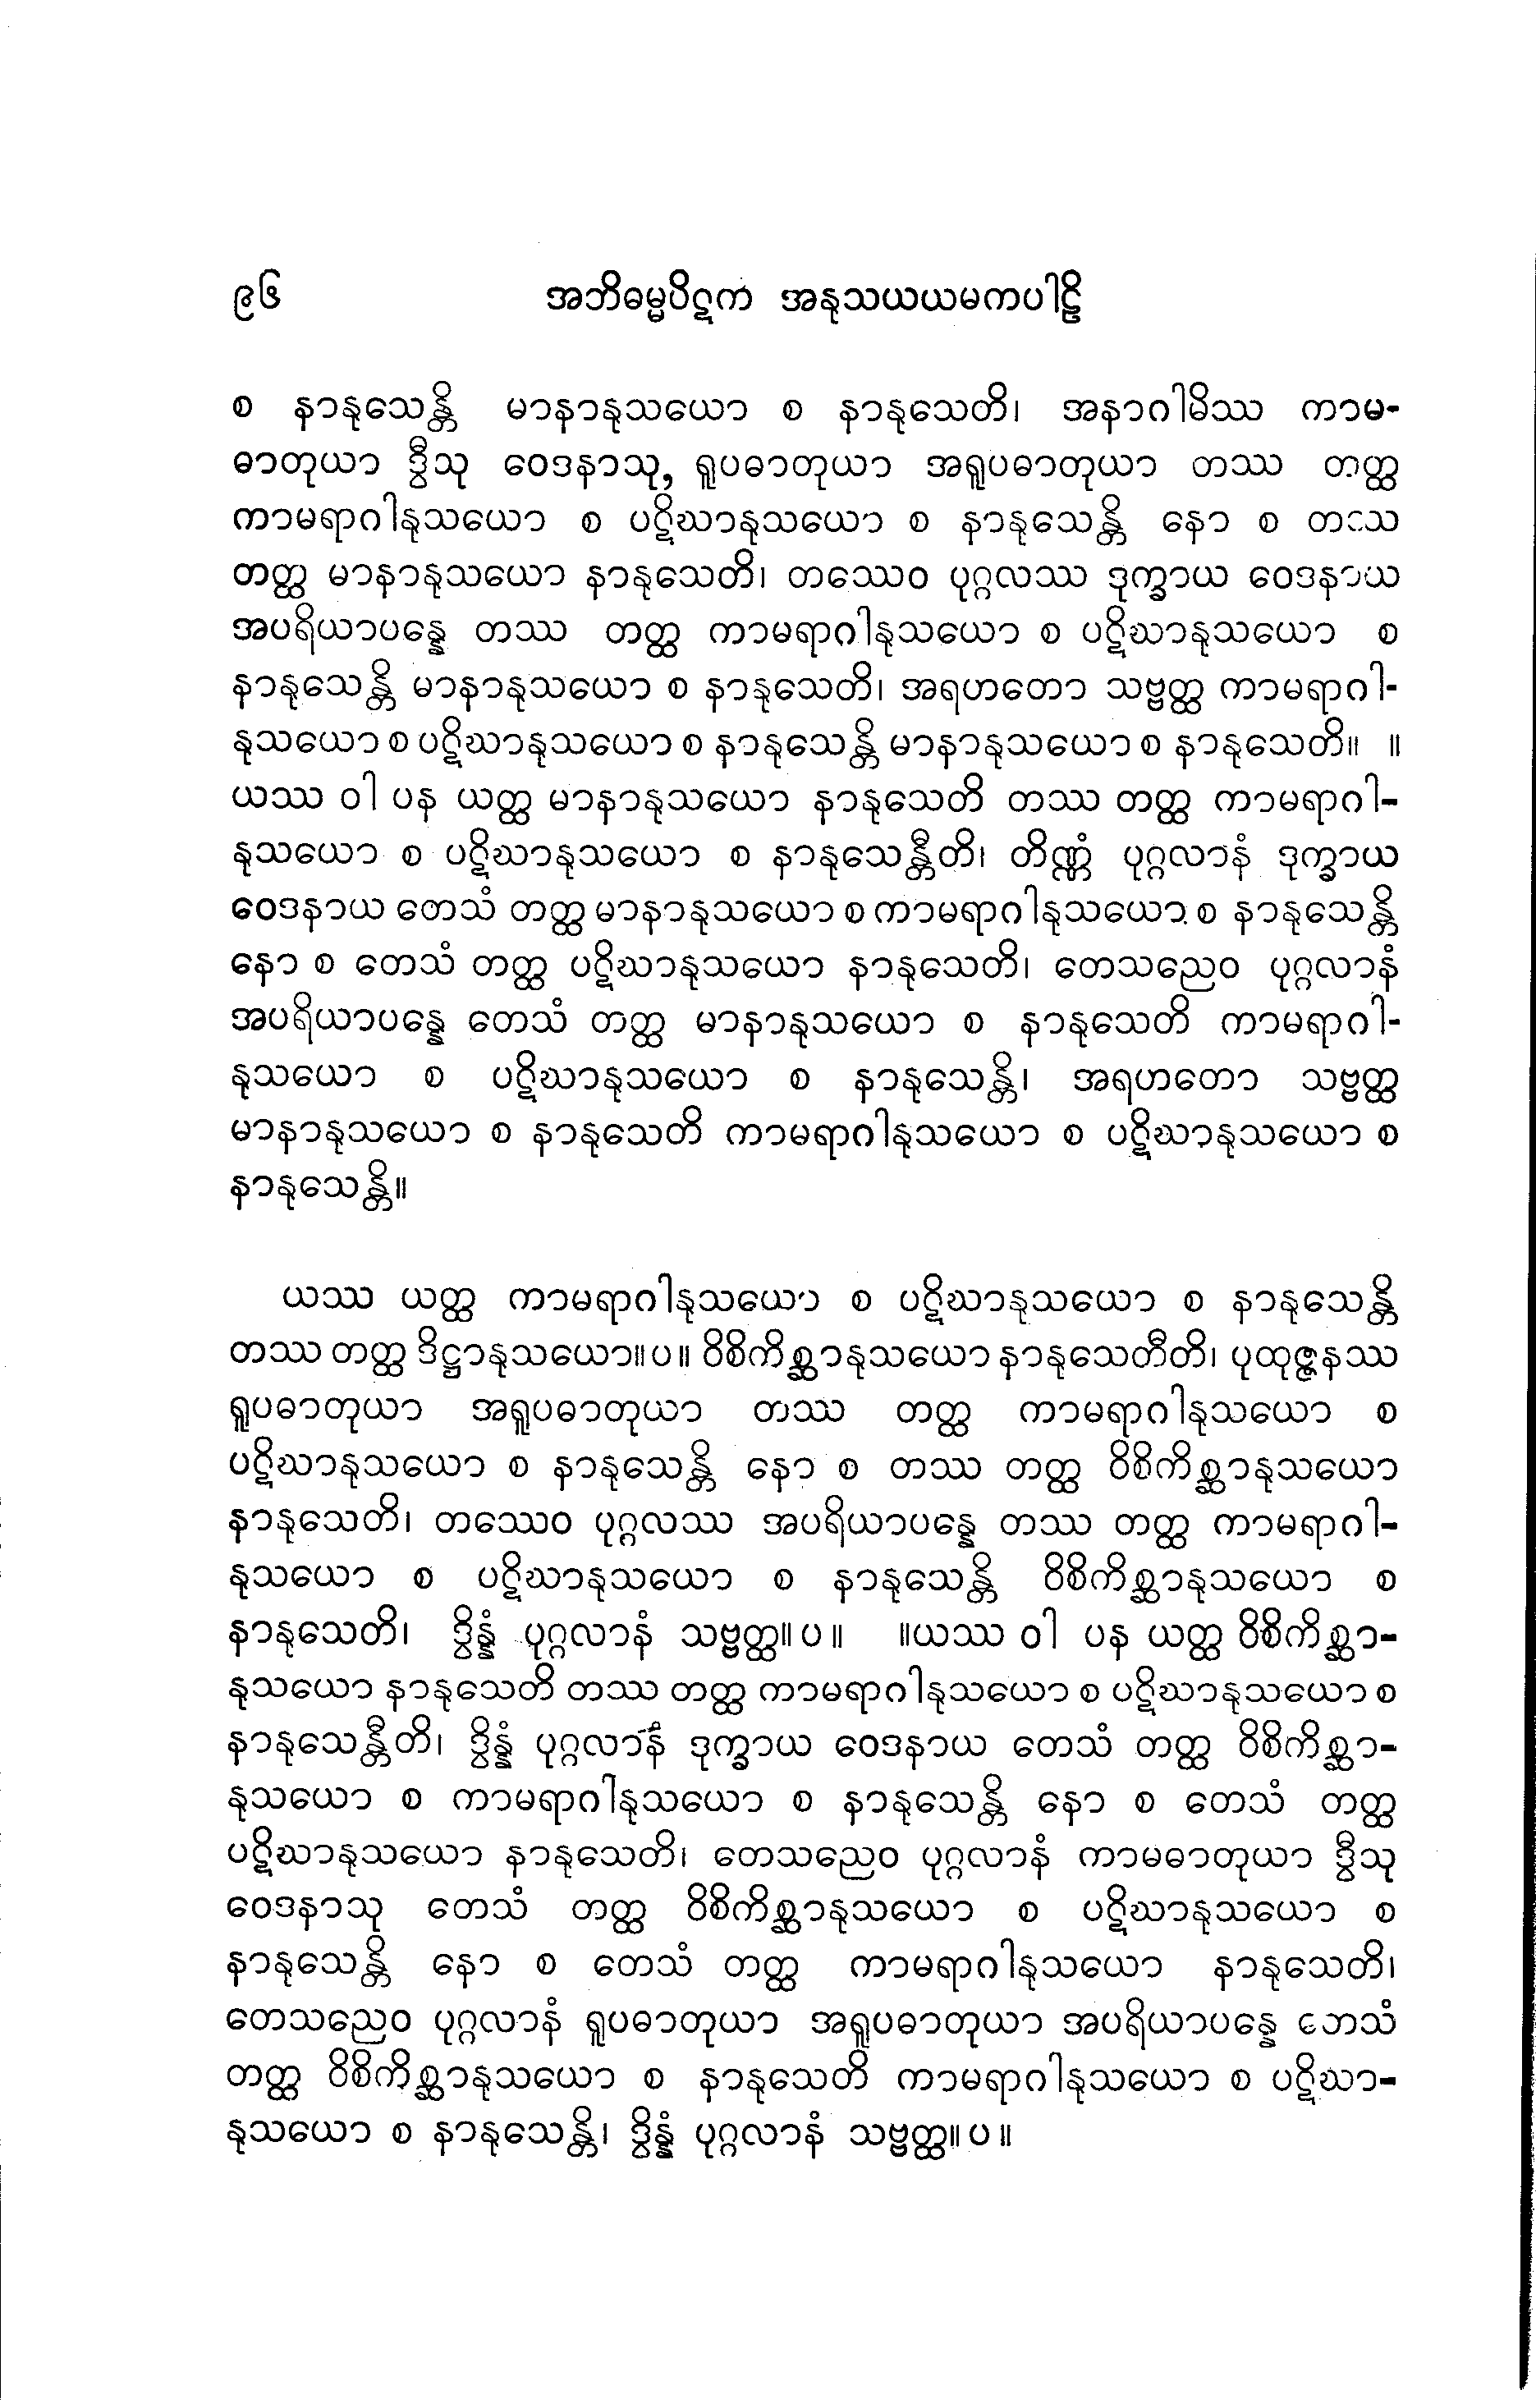 ၉၆ အဘိဓမ္မပိဋက အနုသယယမကပါဠိ
စ နာနုသေန္တိ မာနာနုသယော စ နာနုသေတိ၊ အနာဂါမိဿ ကာမ-
ဓာတုယာ ဒွီသု ဝေဒနာသု, ရူပဓာတုယာ အရူပဓာတုယာ တဿ တတ္ထ
ကာမရာဂါနုသယော စ ပဋိဃာနုသယော စ နာနုသေန္တိ နော စ တဿ
တတ္ထ မာနာနုသယော နာနုသေတိ၊ တဿေဝ ပုဂ္ဂလဿ ဒုက္ခာယ ဝေဒနာယ
အပရိယာပန္နေ တဿ တတ္ထ ကာမရာဂါနုသယော စ ပဋိဃာနုသယော စ
နာနုသေန္တိ မာနာနုသယော စ နာနုသေတိ၊ အရဟတော သဗ္ဗတ္ထ ကာမရာဂါ-
နုသယော စ ပဋိဃာနုသယော စ နာနုသေန္တိ မာနာနုသယော စ နာနုသေတိ။ ။
ယဿ ဝါ ပန ယတ္ထ မာနာနုသယော နာနုသေတိ တဿ တတ္ထ ကာမရာဂါ-
နုသယော စ ပဋိဃာနုသယော စ နာနုသေန္တီတိ၊ တိဏ္ဏံ ပုဂ္ဂလာနံ ဒုက္ခာယ
ဝေဒနာယ တေသံ တတ္ထ မာနာနုသယော စ ကာမရာဂါနုသယော စ နာနုသေန္တိ
နော စ တေသံ တတ္ထ ပဋိဃာနုသယော နာနုသေတိ၊ တေသညေဝ ပုဂ္ဂလာနံ
အပရိယာပန္နေ တေသံ တတ္ထ မာနာနုသယော စ နာနုသေတိ ကာမရာဂါ-
နုသယော စ ပဋိဃာနုသယော စ နာနုသေန္တိ၊ အရဟတော သဗ္ဗတ္ထ
မာနာနုသယော စ နာနုသေတိ ကာမရာဂါနုသယော စ ပဋိဃာနုသယော စ
နာနုသေန္တိ။
ယဿ ယတ္ထ ကာမရာဂါနုသယော စ ပဋိဃာနုသယော စ နာနုသေန္တိ
တဿ တတ္ထ ဒိဋ္ဌာနုသယော။ပ။ ဝိစိကိစ္ဆာနုသယော နာနုသေတီတိ၊ ပုထုဇ္ဇနဿ
ရူပဓာတုယာ အရူပဓာတုယာ တဿ တတ္ထ ကာမရာဂါနုသယော စ
ပဋိဃာနုသယော စ နာနုသေန္တိ နော စ တဿ တတ္ထ ဝိစိကိစ္ဆာနုသယော
နာနုသေတိ၊ တဿေဝ ပုဂ္ဂလဿ အပရိယာပန္နေ တဿ တတ္ထ ကာမရာဂါ-
နုသယော စ ပဋိဃာနုသယော စ နာနုသေန္တိ ဝိစိကိစ္ဆာနုသယော စ
နာနုသေတိ၊ ဒွိန္နံ ပုဂ္ဂလာနံ သဗ္ဗတ္ထ။ပ။ ။ယဿ ဝါ ပန ယတ္ထ ဝိစိကိစ္ဆာ-
နုသယော နာနုသေတိ တဿ တတ္ထ ကာမရာဂါနုသယော စ ပဋိဃာနုသယော စ
နာနုသေန္တီတိ၊ ဒွိန္နံ ပုဂ္ဂလာနံ ဒုက္ခာယ ဝေဒနာယ တေသံ တတ္ထ ဝိစိကိစ္ဆာ-
နုသယော စ ကာမရာဂါနုသယော စ နာနုသေန္တိ နော စ တေသံ တတ္ထ
ပဋိဃာနုသယော နာနုသေတိ၊ တေသညေဝ ပုဂ္ဂလာနံ ကာမဓာတုယာ ဒွီသု
ဝေဒနာသု တေသံ တတ္ထ ဝိစိကိစ္ဆာနုသယော စ ပဋိဃာနုသယော စ
နာနုသေန္တိ နော စ တေသံ တတ္ထ ကာမရာဂါနုသယော နာနုသေတိ၊
တေသညေဝ ပုဂ္ဂလာနံ ရူပဓာတုယာ အရူပဓာတုယာ အပရိယာပန္နေ တေသံ
တတ္ထ ဝိစိကိစ္ဆာနုသယော စ နာနုသေတိ ကာမရာဂါနုသယော စ ပဋိဃာ-
နုသယော စ နာနုသေန္တိ၊ ဒွိန္နံ ပုဂ္ဂလာနံ သဗ္ဗတ္ထ။ပ။